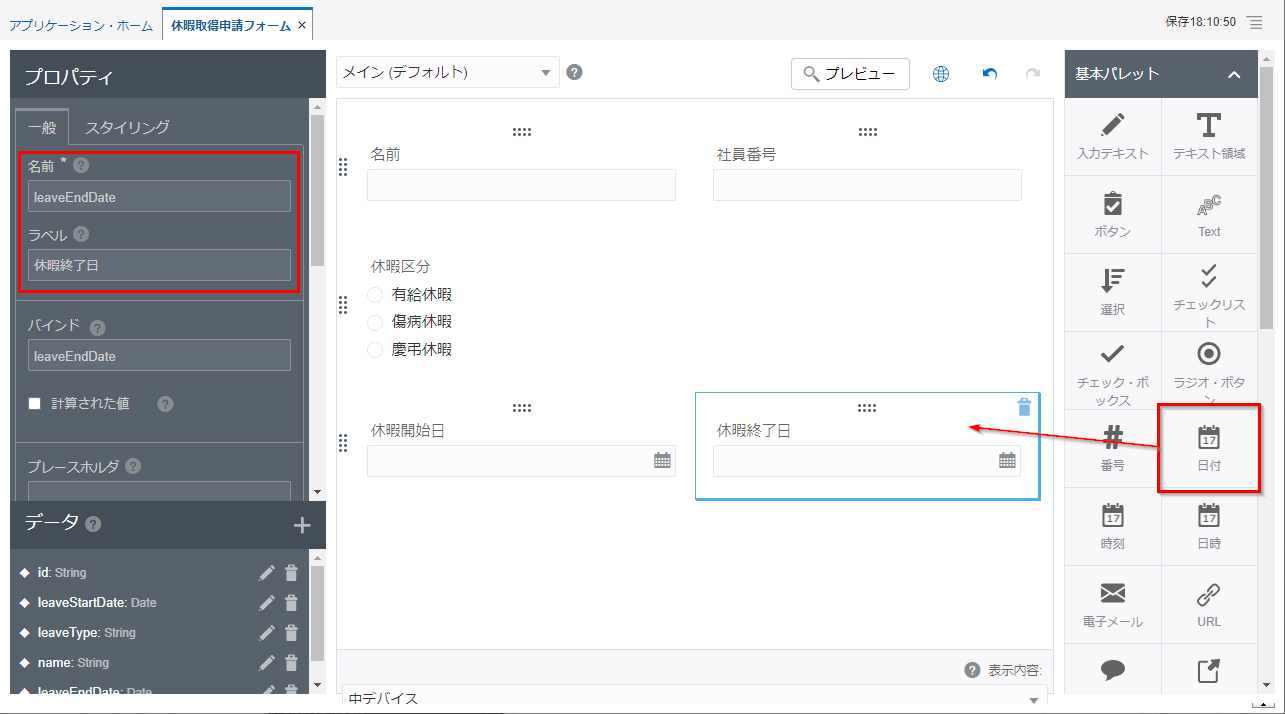 アプリケーション・ホーム
休暇取得申請フォーム ×
保存18:10:50
プロパティ
一般
スタイリング
名前 *
leaveEndDate
ラベル
休暇終了日
バインド
leaveEndDate
計算された値
プレースホルダ
データ
id: String
leaveStartDate: Date
leaveType: String
name: String
leaveEndDate: Date
メイン (デフォルト)
プレビュー
名前
社員番号
休暇区分
有給休暇
傷病休暇
慶弔休暇
休暇開始日
休暇終了日
表示内容:
中デバイス
基本パレット
入力テキスト
テキスト領域
ボタン
Text
選択
チェックリス
ト
チェック・ボ
ックス
ラジオ・ボタ
ン
番号
17
日付
17
時刻
17
日時
電子メール
URL